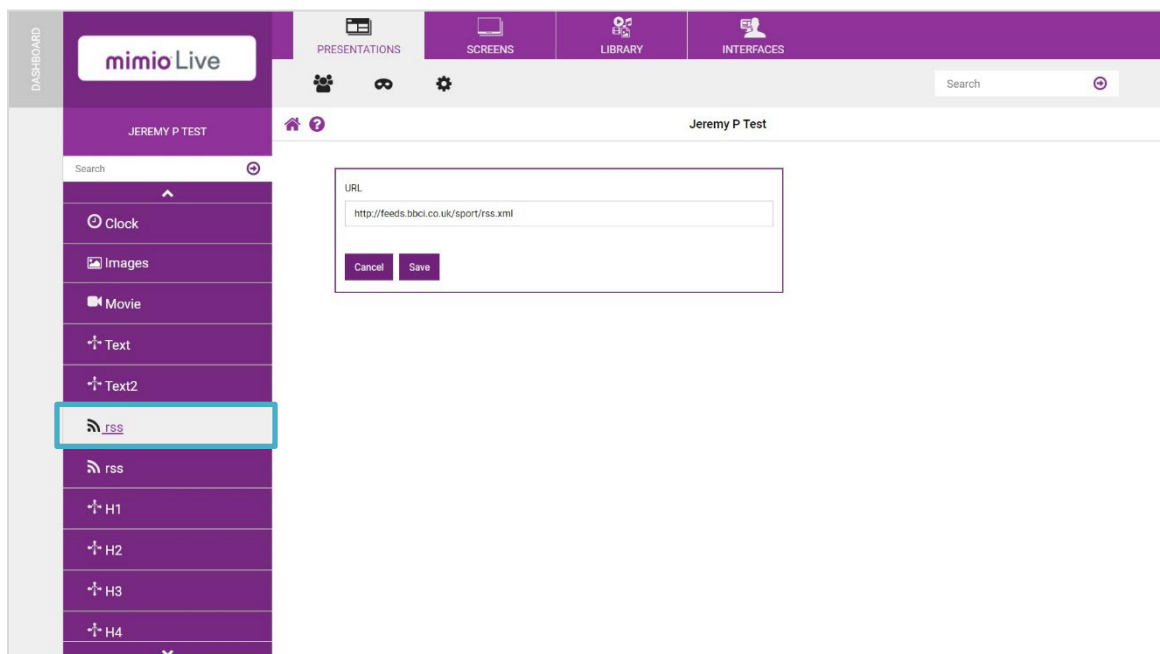 DASHBOARD
mimio Live
PRESENTATIONS
SCREENS
LIBRARY
INTERFACES
Search
JEREMY P TEST
Jeremy P Test
Search
Clock
Images
Movie
Text
Text2
rss
rss
H1
H2
H3
H4
URL
http://feeds.bbci.co.uk/sport/rss.xml
Cancel Save